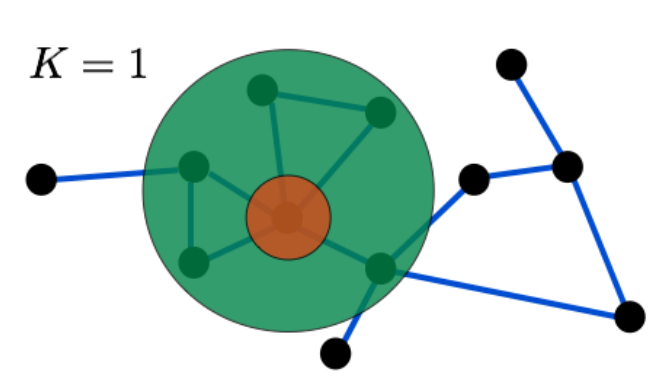 K = 1